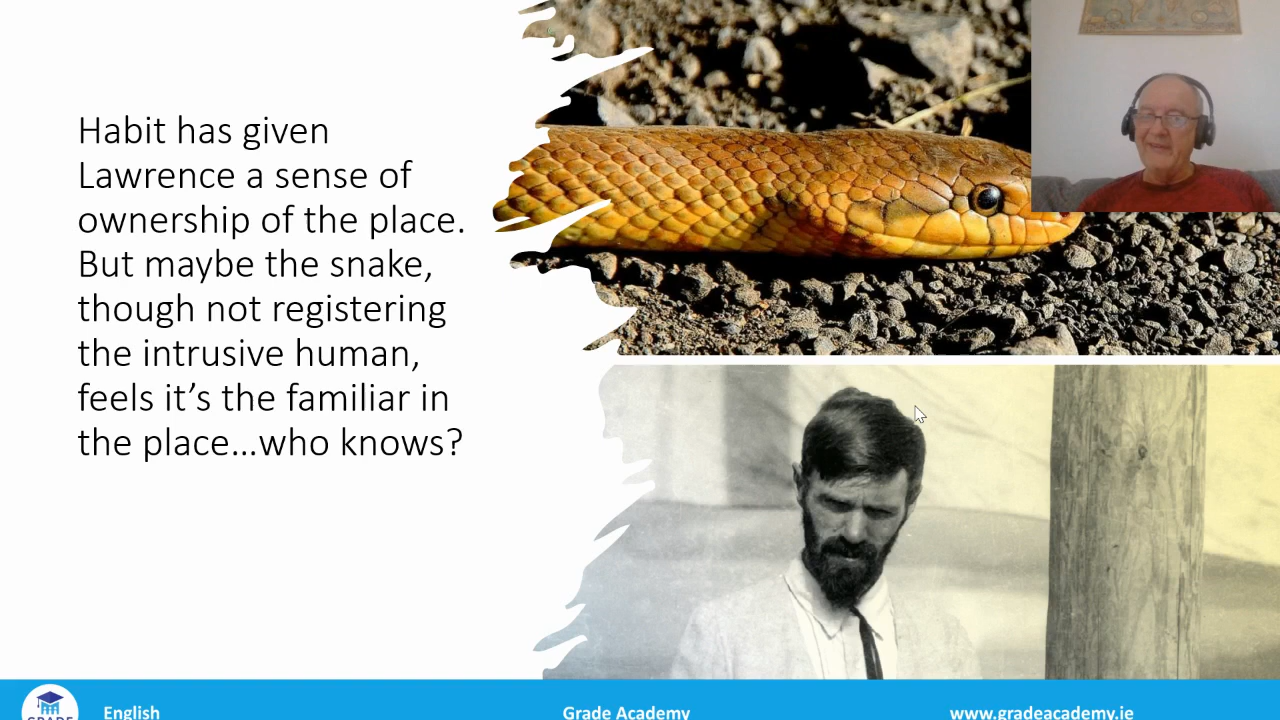 Habit has given
Lawrence a sense of
ownership of the place.
But maybe the snake,
though not registering
the intrusive human,
feels it’s the familiar in
the place…who knows?
GRADE
English
Grade Academy
www.gradeacademy.ie